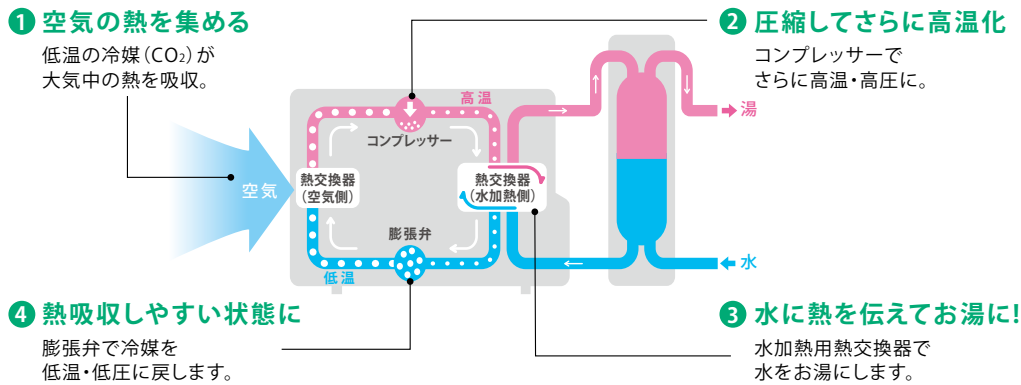 ❶ 空気の熱を集める
低温の冷媒（CO₂）が
大気中の熱を吸収。
❷ 圧縮してさらに高温化
コンプレッサーで
さらに高温・高圧に。
高温
コンプレッサー
湯
空気
熱交換器
（空気側）
熱交換器
（水加熱側）
膨張弁
低温
水
❹ 熱吸収しやすい状態に
膨張弁で冷媒を
低温・低圧に戻します。
❸ 水に熱を伝えてお湯に!
水加熱用熱交換器で
水をお湯にします。